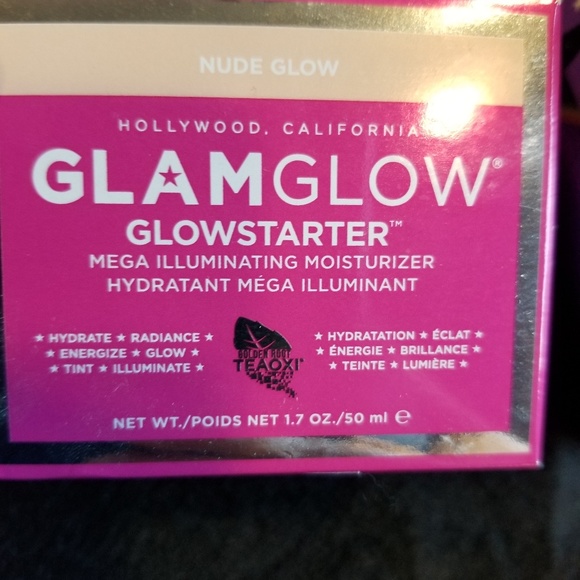 NUDE GLOW
HOLLYWOOD, CALIFORNIA
GLAMGLOW®
GLOWSTARTER™
MEGA ILLUMINATING MOISTURIZER
HYDRATANT MÉGA ILLUMINANT
★ HYDRATE ★ RADIANCE ★
★ ENERGIZE ★ GLOW ★
★ TINT ★ ILLUMINATE ★
GOLDEN ROOT
TEAOXI®
★ HYDRATATION ★ ÉCLAT ★
★ ÉNERGIE ★ BRILLANCE ★
★ TEINTE ★ LUMIÈRE ★
NET WT./POIDS NET 1.7 OZ./50 ml ℮